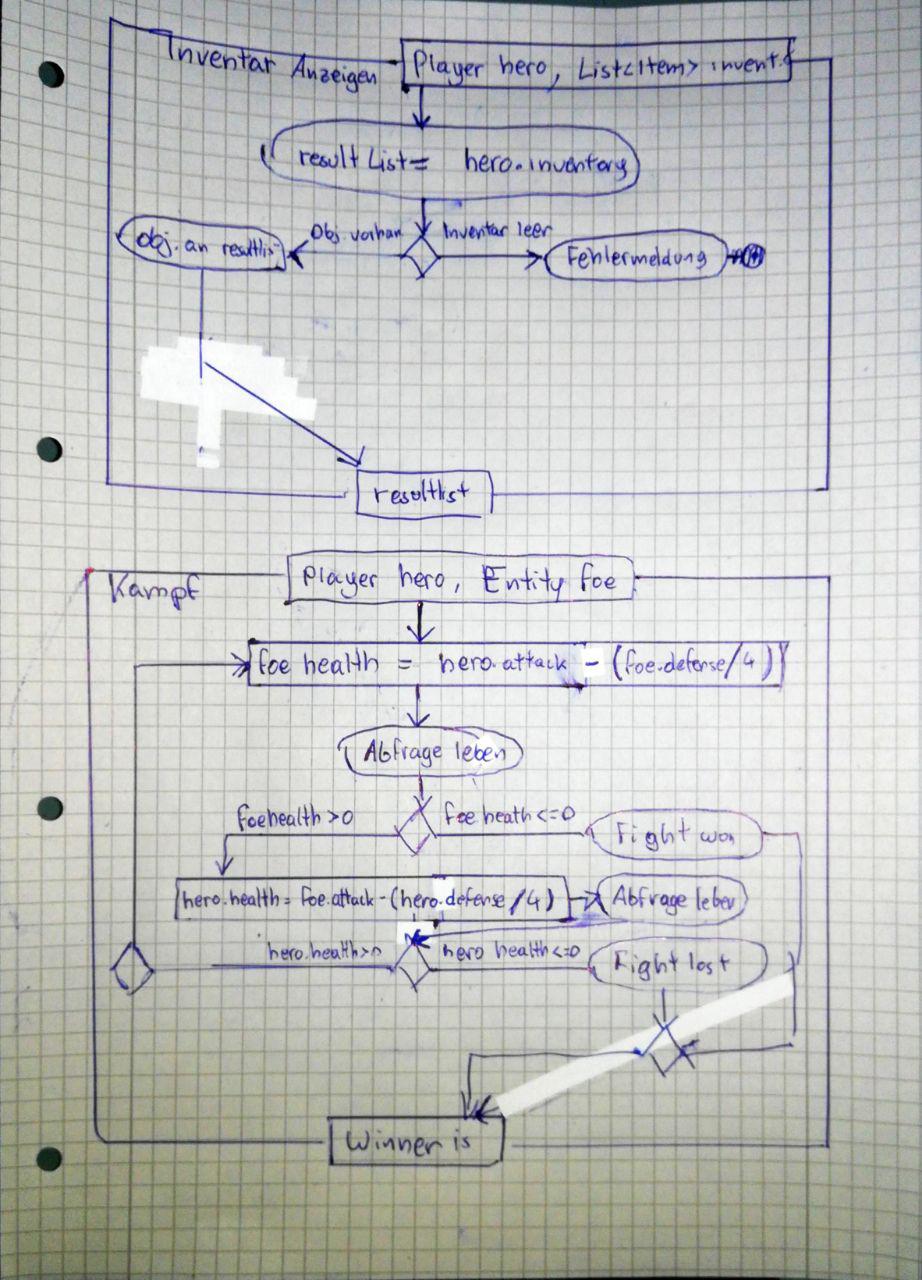 Inventar Anzeigen
Player hero, List<Item> invent.
result List = hero.inventory
Obj. vorhan
Inventar leer
Obj. an resultlis
Fehlermeldung
resultlist
Kampf
Player hero, Entity foe
foe health = hero.attack - (foe.defense/4)
Abfrage leben
foehealth > 0
foe heath <= 0
Fight won
hero.health = foe.attack - (hero.defense/4)
Abfrage leben
hero.health > 0
hero health <= 0
Fight lost
Winner is